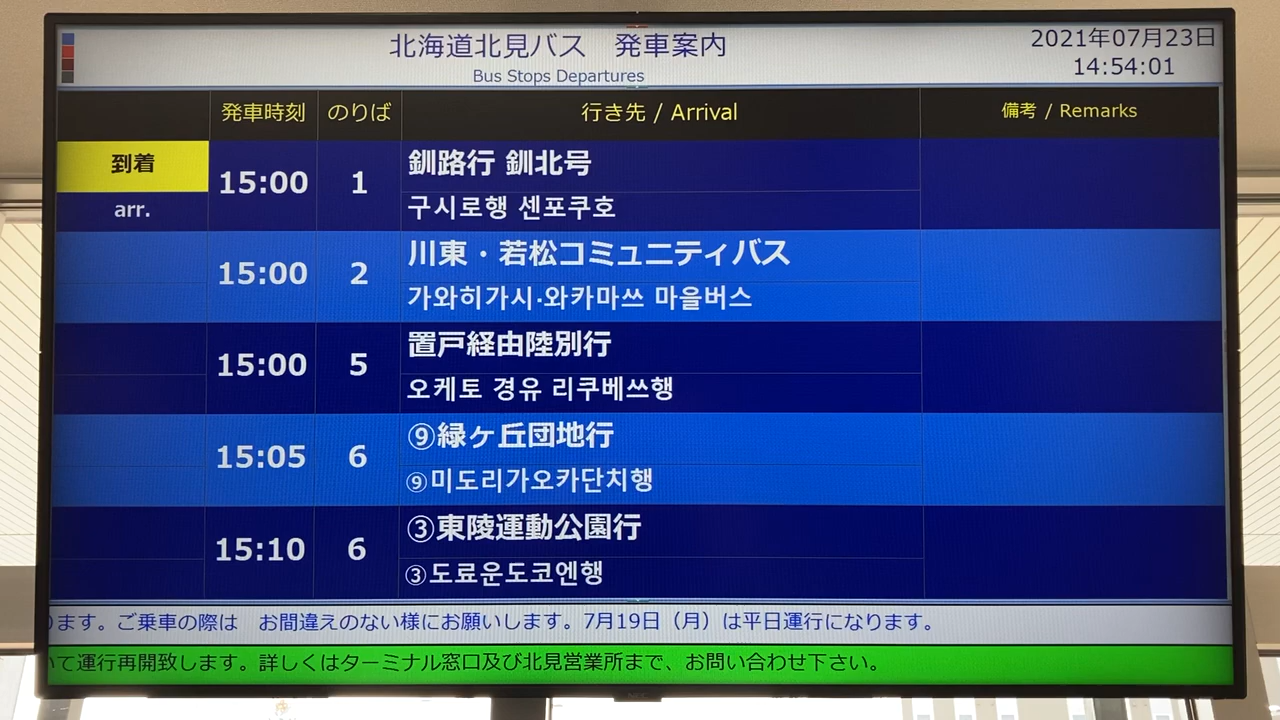 北海道北見バス 発車案内
Bus Stops Departures
2021年07月23日
14:54:01
発車時刻 のりば 行き先 / Arrival 備考 / Remarks
到着
arr.
15:00 1 釧路行 釧北号
구시로행 센포쿠호
15:00 2 川東・若松コミュニティバス
가와히가시·와카마쓰 마을버스
15:00 5 置戸経由陸別行
오케토 경유 리쿠베쓰행
15:05 6 ⑨緑ヶ丘団地行
⑨미도리가오카단치행
15:10 6 ③東陵運動公園行
③도료운도코엔행
ります。ご乗車の際は お間違えのない様にお願いします。7月19日（月）は平日運行になります。
いて運行再開致します。詳しくはターミナル窓口及び北見営業所まで、お問い合わせ下さい。